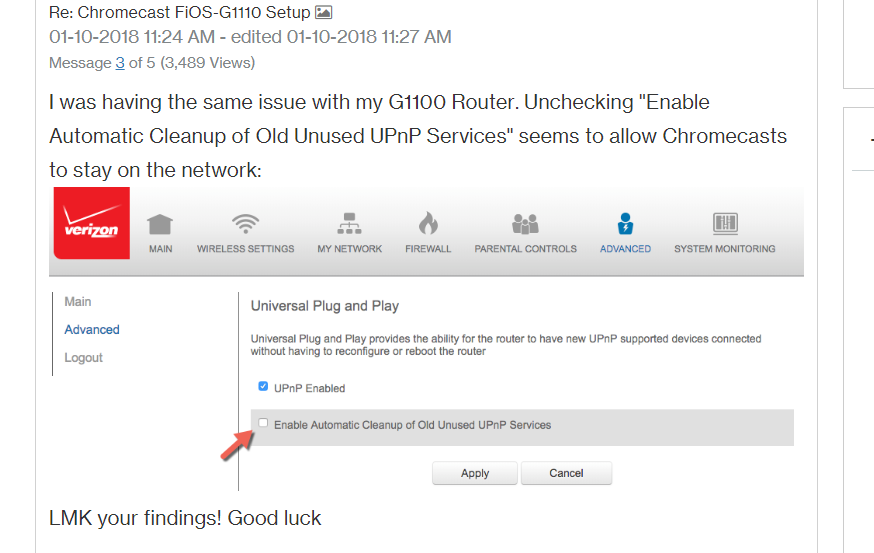 Re: Chromecast FiOS-G1110 Setup
01-10-2018 11:24 AM - edited 01-10-2018 11:27 AM
Message 3 of 5 (3,489 Views)
I was having the same issue with my G1100 Router. Unchecking "Enable
Automatic Cleanup of Old Unused UPnP Services" seems to allow Chromecasts
to stay on the network:
verizon
MAIN
WIRELESS SETTINGS
MY NETWORK
FIREWALL
PARENTAL CONTROLS
ADVANCED
SYSTEM MONITORING
Main
Advanced
Logout
Universal Plug and Play
Universal Plug and Play provides the ability for the router to have new UPnP supported devices connected
without having to reconfigure or reboot the router
UPnP Enabled
Enable Automatic Cleanup of Old Unused UPnP Services
Apply
Cancel
LMK your findings! Good luck